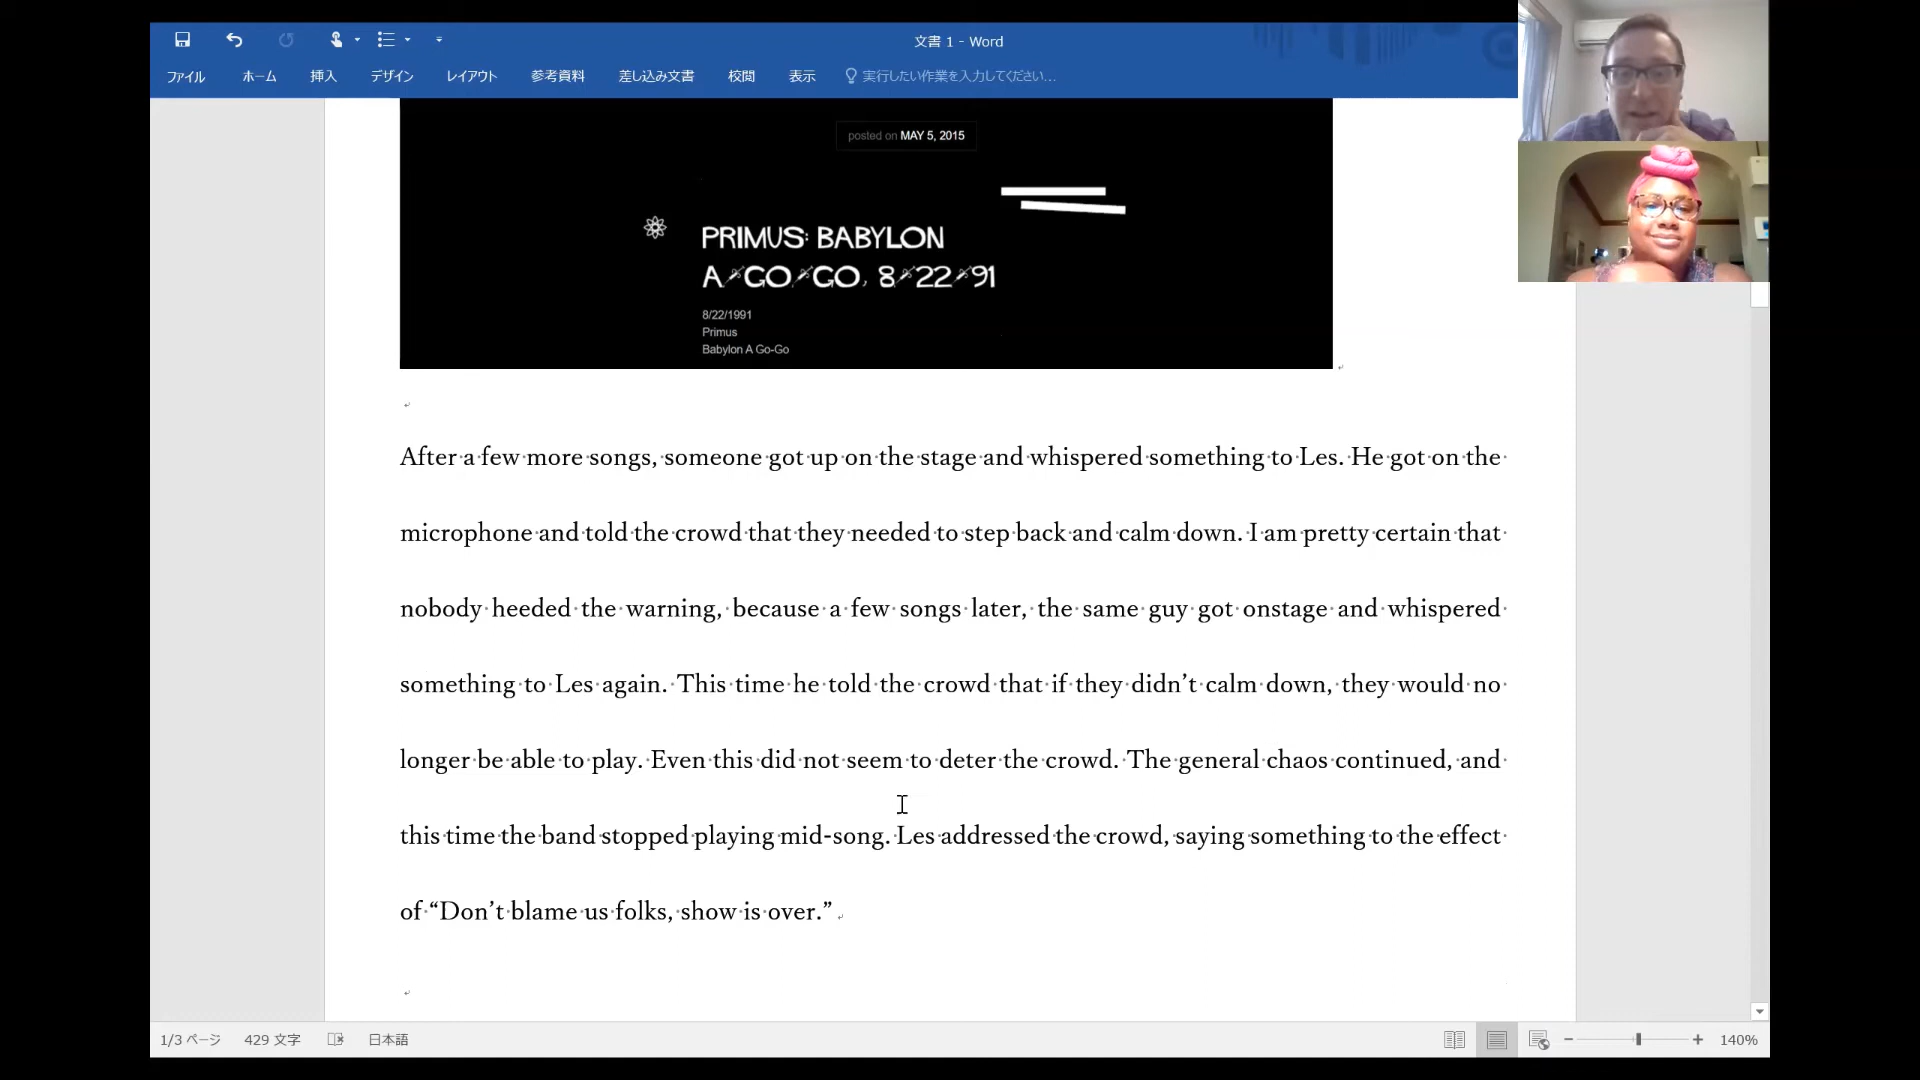 文書 1 - Word
ファイル ホーム 挿入 デザイン レイアウト 参考資料 差し込み文書 校閲 表示 実行したい作業を入力してください...
posted on MAY 5, 2015
PRIMUS: BABYLON
A GO GO, 8/22/91
8/22/1991
Primus
Babylon A Go-Go
After a few more songs, someone got up on the stage and whispered something to Les. He got on the
microphone and told the crowd that they needed to step back and calm down. I am pretty certain that
nobody heeded the warning, because a few songs later, the same guy got onstage and whispered
something to Les again. This time he told the crowd that if they didn’t calm down, they would no
longer be able to play. Even this did not seem to deter the crowd. The general chaos continued, and
this time the band stopped playing mid-song. Les addressed the crowd, saying something to the effect
of “Don’t blame us folks, show is over.”
1/3 ページ 429 文字 日本語 140%